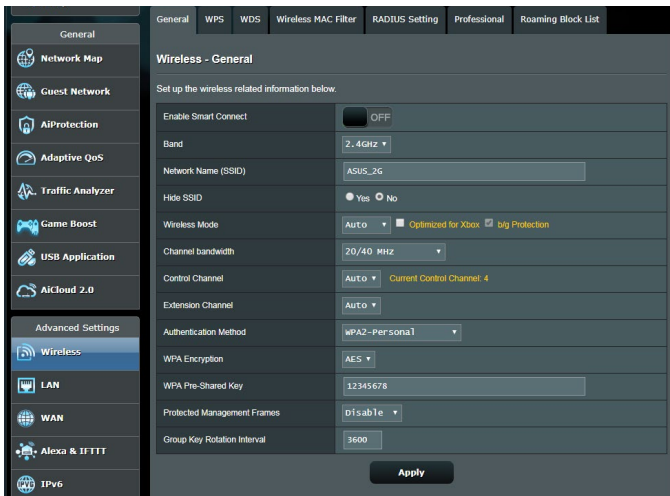 General
Network Map
Guest Network
AiProtection
Adaptive QoS
Traffic Analyzer
Game Boost
USB Application
AiCloud 2.0
Advanced Settings
Wireless
LAN
WAN
Alexa & IFTTT
IPv6
General WPS WDS Wireless MAC Filter RADIUS Setting Professional Roaming Block List
Wireless - General
Set up the wireless related information below.
Enable Smart Connect OFF
Band 2.4GHz
Network Name (SSID) ASUS_2G
Hide SSID Yes No
Wireless Mode Auto Optimized for Xbox b/g Protection
Channel bandwidth 20/40 MHz
Control Channel Auto Current Control Channel: 4
Extension Channel Auto
Authentication Method WPA2-Personal
WPA Encryption AES
WPA Pre-Shared Key 12345678
Protected Management Frames Disable
Group Key Rotation Interval 3600
Apply